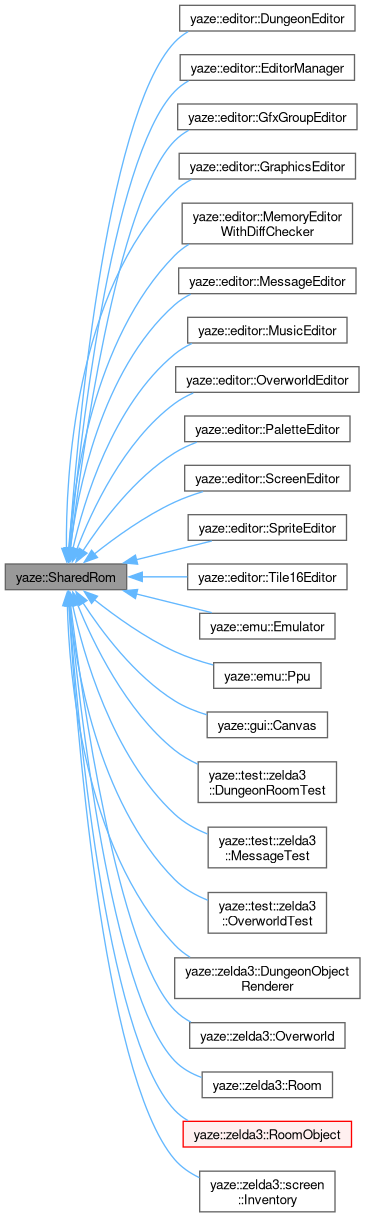 yaze::editor::DungeonEditor
yaze::editor::EditorManager
yaze::editor::GfxGroupEditor
yaze::editor::GraphicsEditor
yaze::editor::MemoryEditor
WithDiffChecker
yaze::editor::MessageEditor
yaze::editor::MusicEditor
yaze::editor::OverworldEditor
yaze::editor::PaletteEditor
yaze::editor::ScreenEditor
yaze::editor::SpriteEditor
yaze::SharedRom
yaze::editor::Tile16Editor
yaze::emu::Emulator
yaze::emu::Ppu
yaze::gui::Canvas
yaze::test::zelda3
::DungeonRoomTest
yaze::test::zelda3
::MessageTest
yaze::test::zelda3
::OverworldTest
yaze::zelda3::DungeonObject
Renderer
yaze::zelda3::Overworld
yaze::zelda3::Room
yaze::zelda3::RoomObject
yaze::zelda3::screen
::Inventory